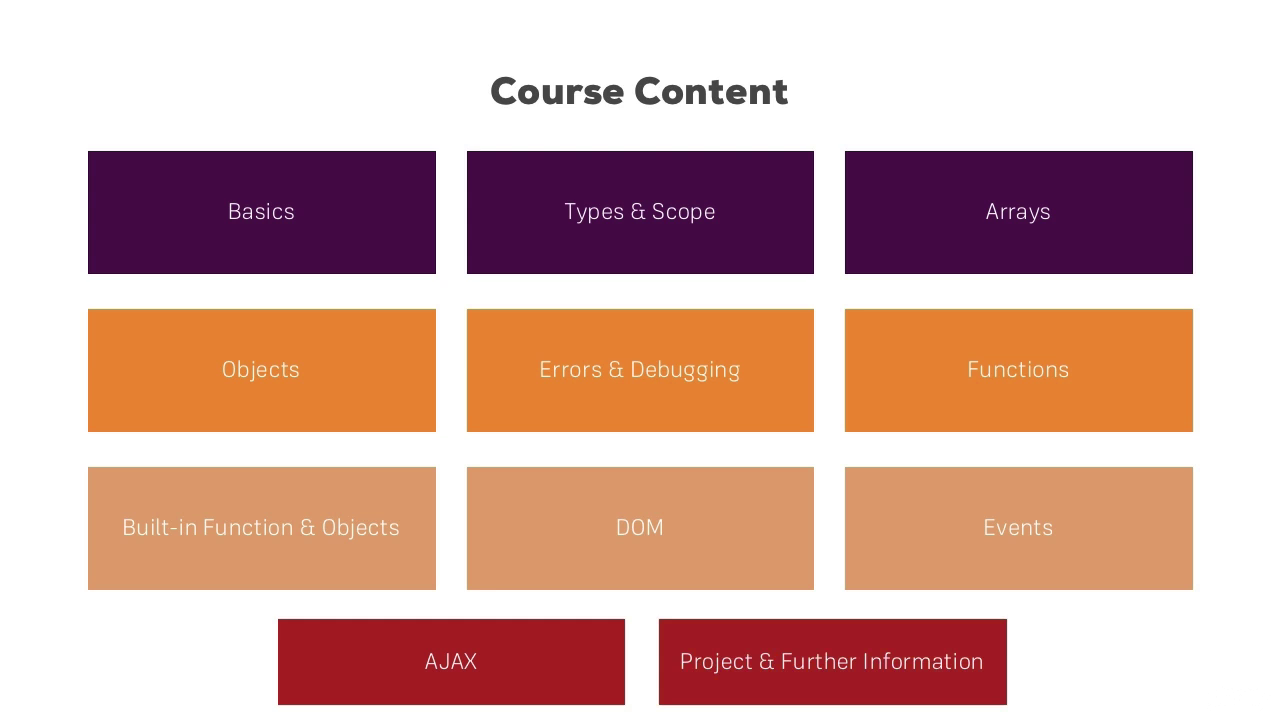 Course Content
Basics
Types & Scope
Arrays
Objects
Errors & Debugging
Functions
Built-in Function & Objects
DOM
Events
AJAX
Project & Further Information